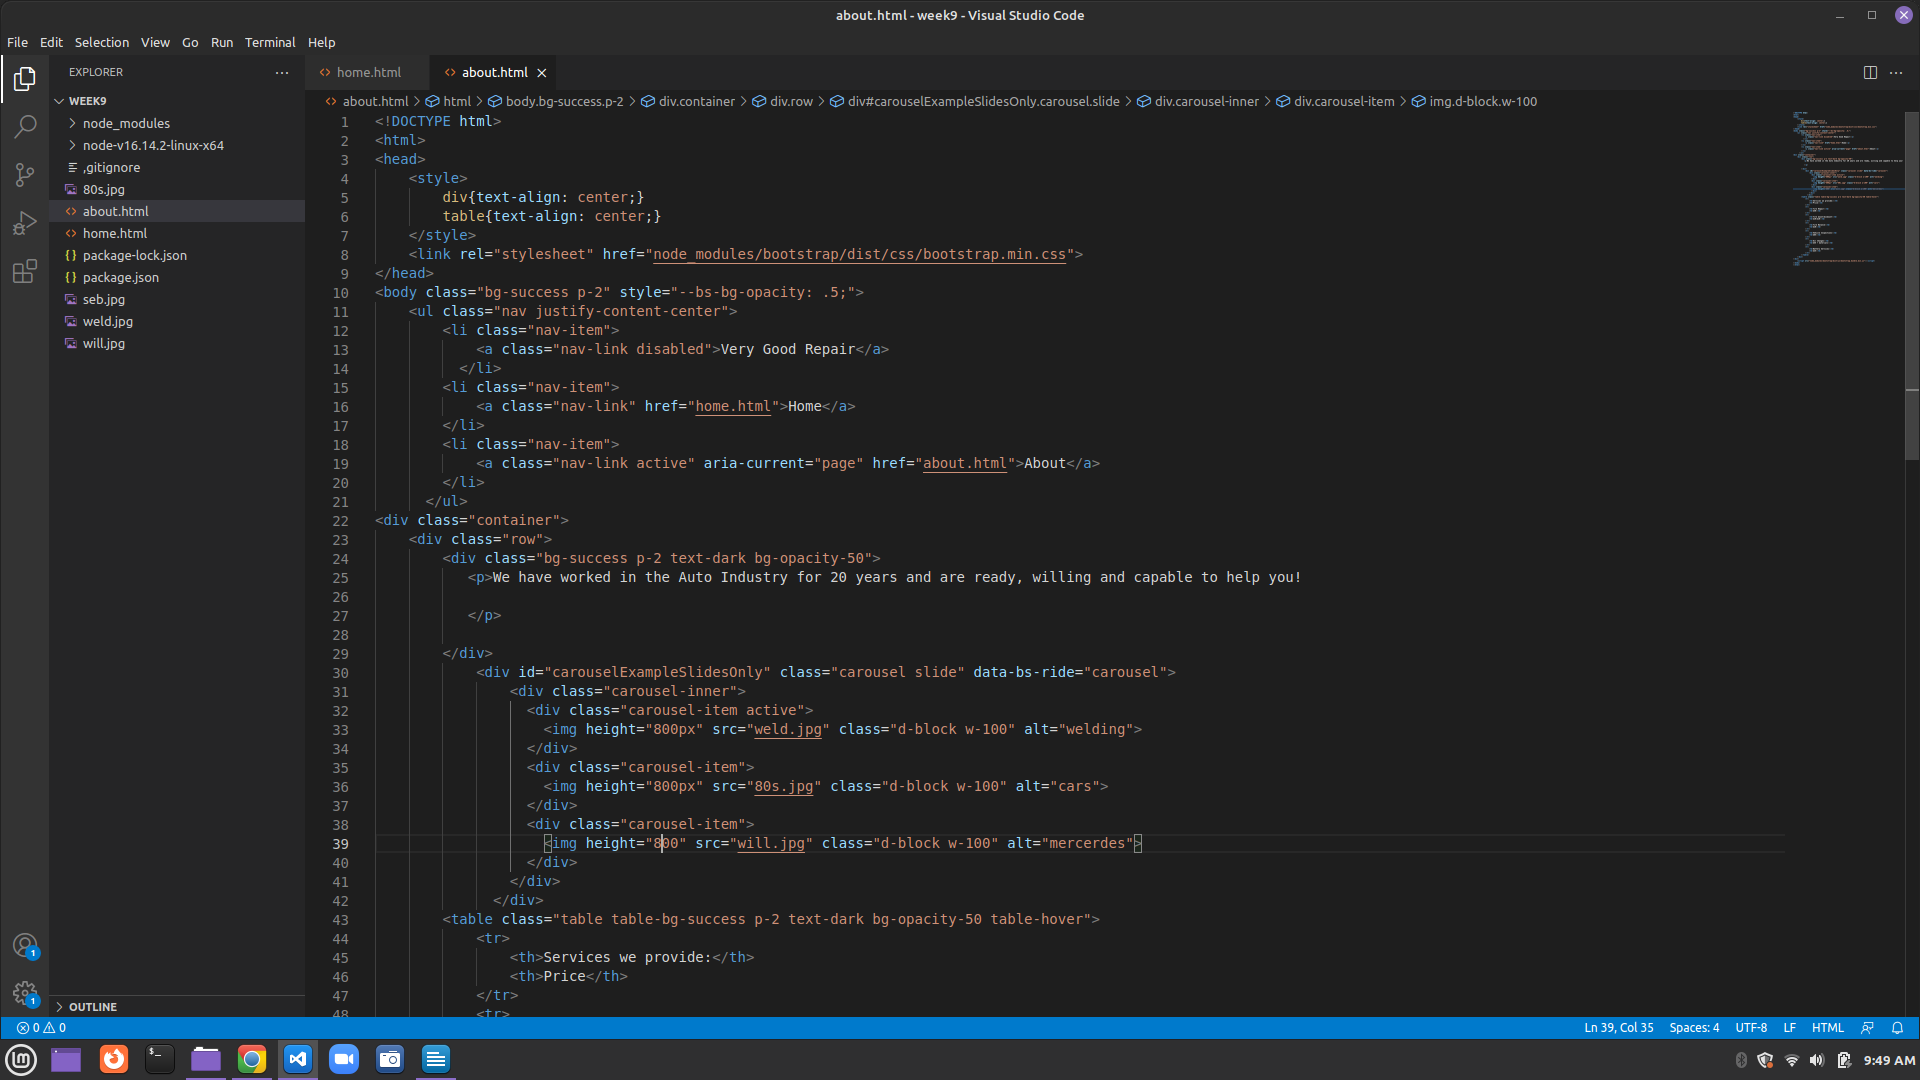 about.html - week9 - Visual Studio Code
File Edit Selection View Go Run Terminal Help
EXPLORER
home.html
about.html
about.html > html > body.bg-success.p-2 > div.container > div.row > div#carouselExampleSlidesOnly.carousel.slide > div.carousel-inner > div.carousel-item > img.d-block.w-100
WEEK9
node_modules
node-v16.14.2-linux-x64
,gitignore
80s.jpg
about.html
home.html
package-lock.json
package.json
seb.jpg
weld.jpg
will.jpg
OUTLINE
1 <!DOCTYPE html>
2 <html>
3 <head>
4 <style>
5 div{text-align: center;}
6 table{text-align: center;}
7 </style>
8 <link rel="stylesheet" href="node_modules/bootstrap/dist/css/bootstrap.min.css">
9 </head>
10 <body class="bg-success p-2" style="--bs-bg-opacity: .5;">
11 <ul class="nav justify-content-center">
12 <li class="nav-item">
13 <a class="nav-link disabled">Very Good Repair</a>
14 </li>
15 <li class="nav-item">
16 <a class="nav-link" href="home.html">Home</a>
17 </li>
18 <li class="nav-item">
19 <a class="nav-link active" aria-current="page" href="about.html">About</a>
20 </li>
21 </ul>
22 <div class="container">
23 <div class="row">
24 <div class="bg-success p-2 text-dark bg-opacity-50">
25 <p>We have worked in the Auto Industry for 20 years and are ready, willing and capable to help you!
26
27 </p>
28
29 </div>
30 <div id="carouselExampleSlidesOnly" class="carousel slide" data-bs-ride="carousel">
31 <div class="carousel-inner">
32 <div class="carousel-item active">
33 <img height="800px" src="weld.jpg" class="d-block w-100" alt="welding">
34 </div>
35 <div class="carousel-item">
36 <img height="800px" src="80s.jpg" class="d-block w-100" alt="cars">
37 </div>
38 <div class="carousel-item">
39 <img height="800" src="will.jpg" class="d-block w-100" alt="mercerdes">
40 </div>
41 </div>
42 </div>
43 <table class="table table-bg-success p-2 text-dark bg-opacity-50 table-hover">
44 <tr>
45 <th>Services we provide:</th>
46 <th>Price</th>
47 </tr>
48 <tr>
1
1
0 0
Ln 39, Col 35 Spaces: 4 UTF-8 LF HTML
9:49 AM